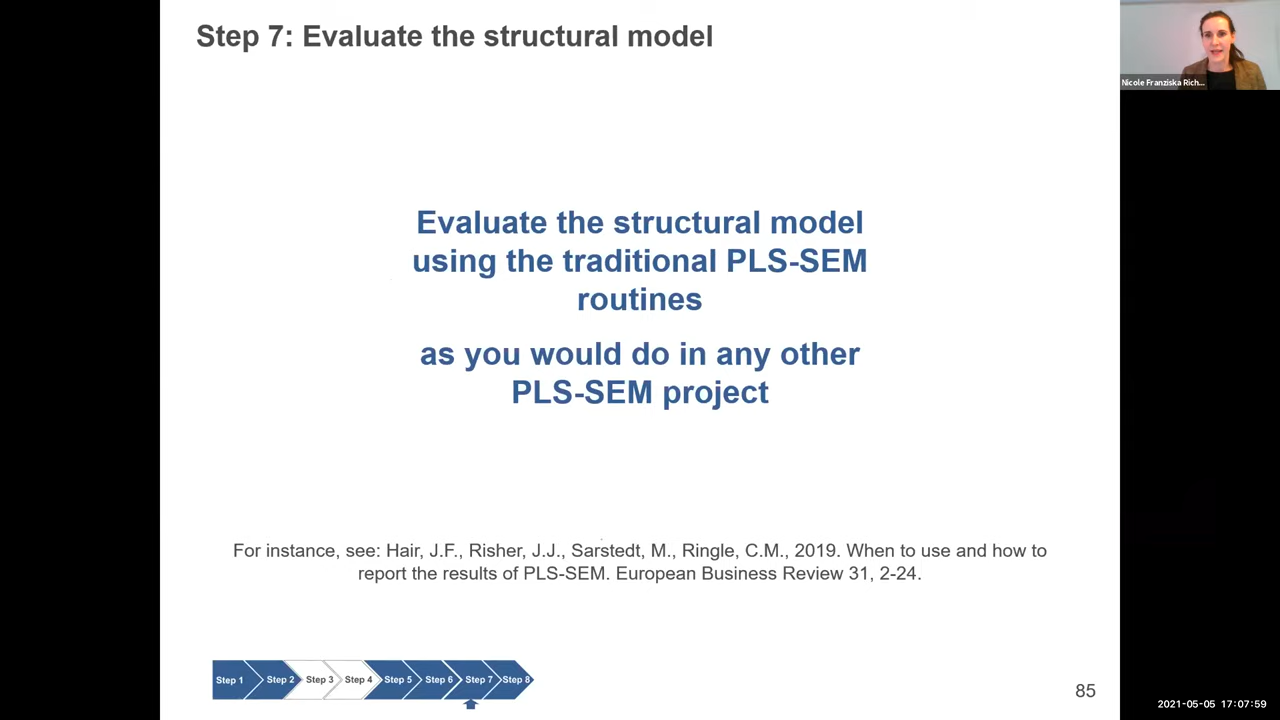 Step 7: Evaluate the structural model
Nicole Franziska Rich...
Evaluate the structural model
using the traditional PLS-SEM
routines
as you would do in any other
PLS-SEM project
For instance, see: Hair, J.F., Risher, J.J., Sarstedt, M., Ringle, C.M., 2019. When to use and how to
report the results of PLS-SEM. European Business Review 31, 2-24.
Step 1 Step 2 Step 3 Step 4 Step 5 Step 6 Step 7 Step 8
85
2021-05-05 17:07:59